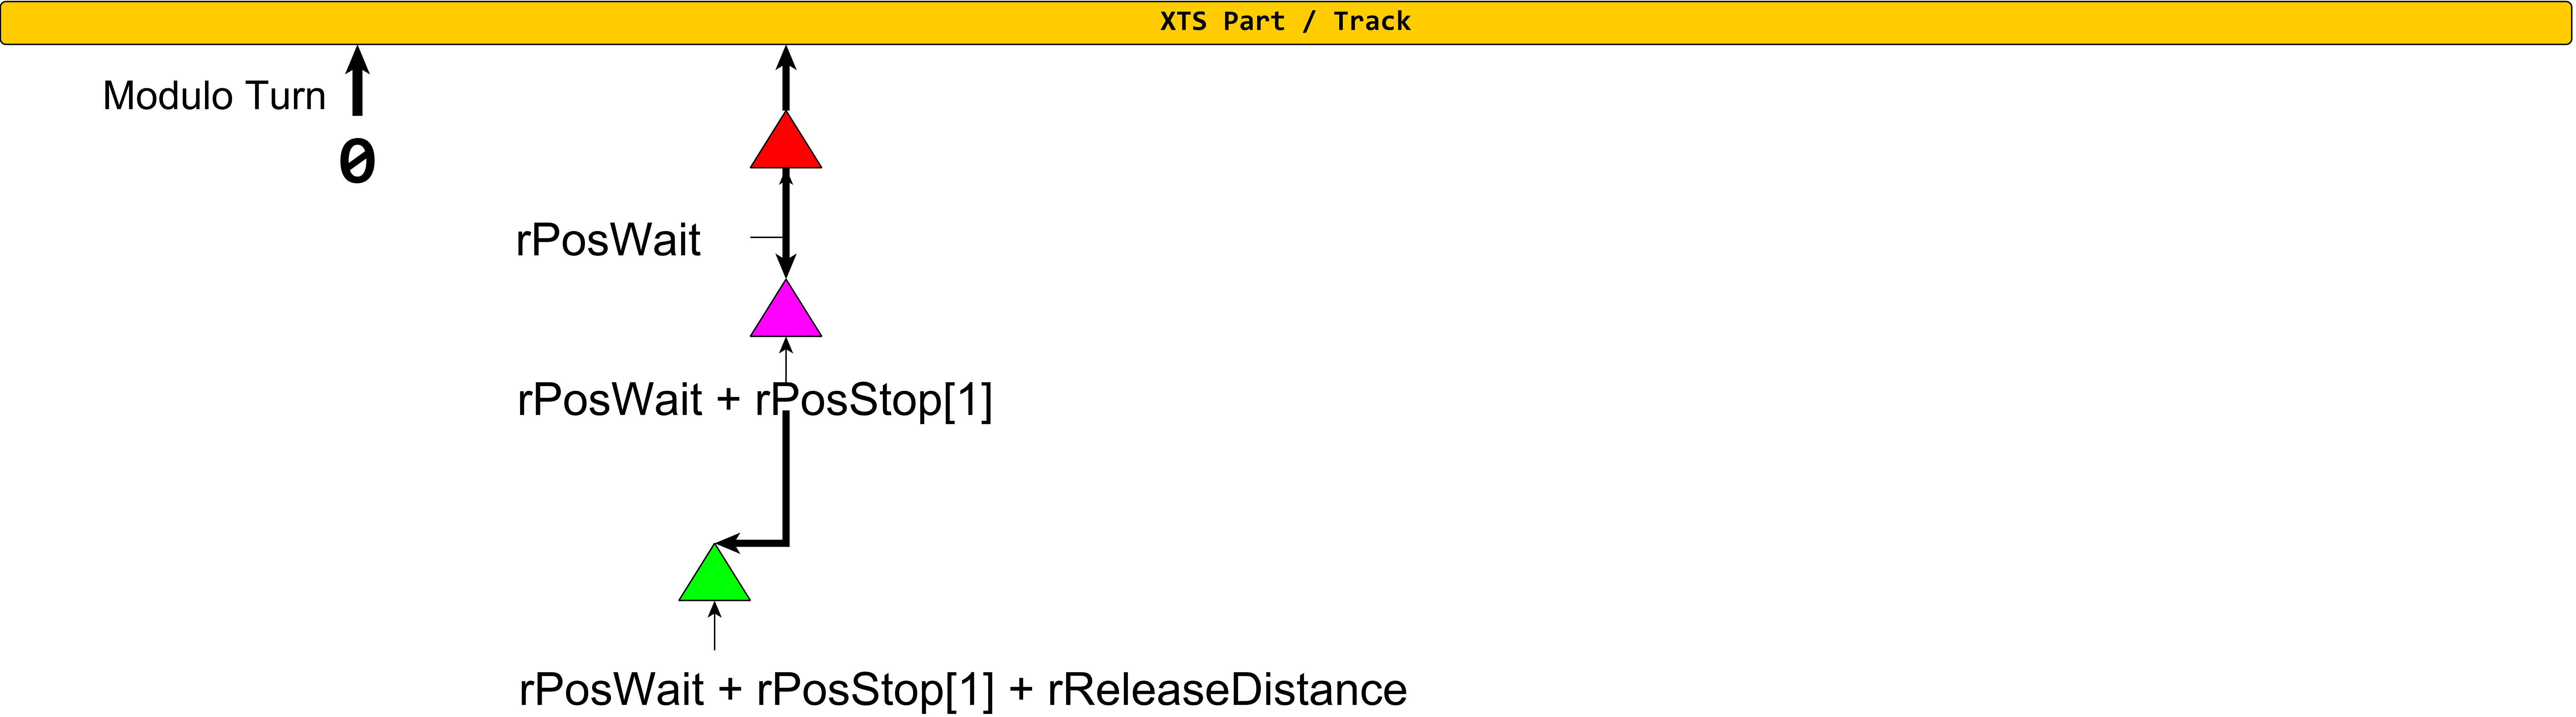 XTS Part / Track
Modulo Turn
0
rPosWait
rPosWait + rPosStop[1]
rPosWait + rPosStop[1] + rReleaseDistance